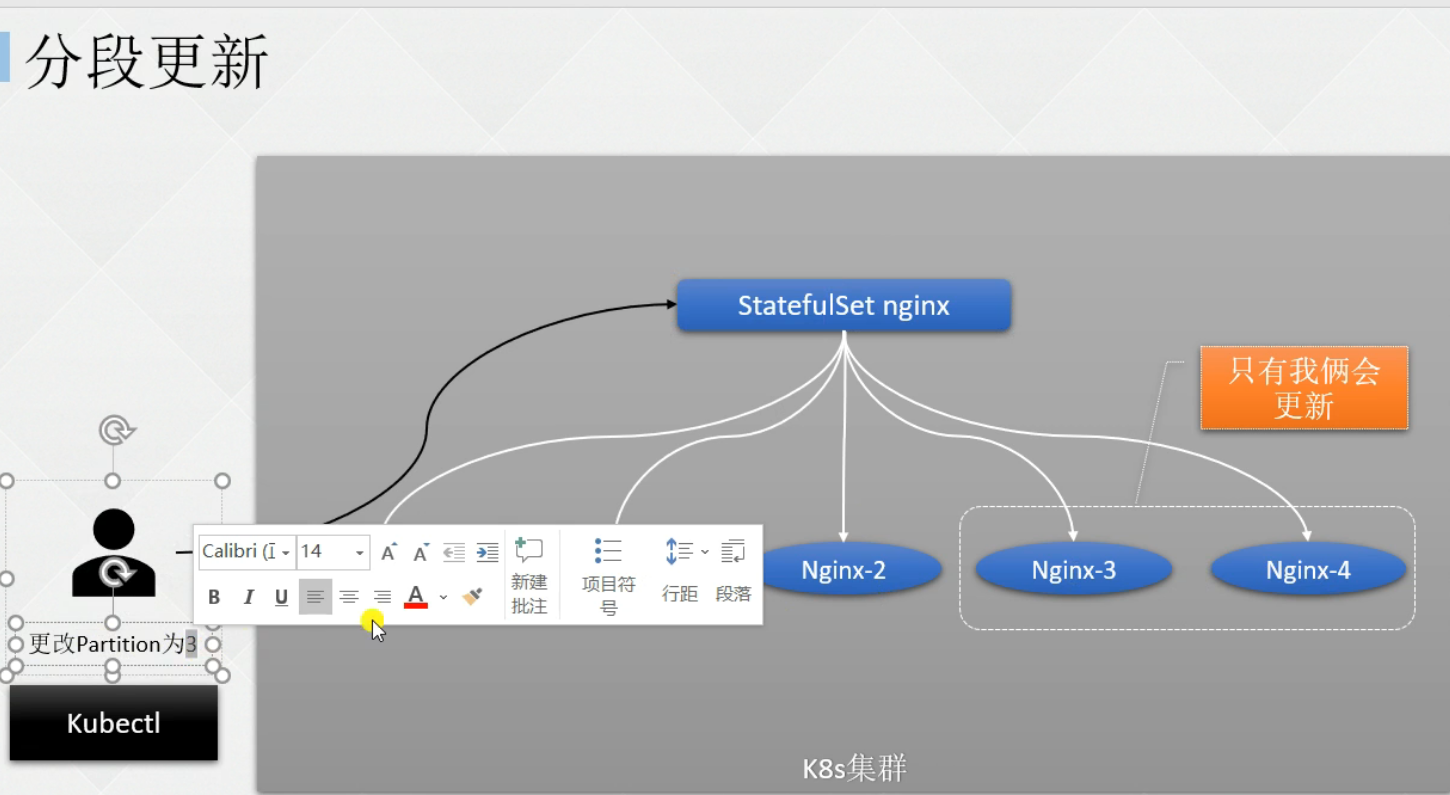 分段更新
StatefulSet nginx
只有我俩会
更新
Calibri (
14
新建
批注
项目符
号
行距
段落
B I U
A
Nginx-2
Nginx-3
Nginx-4
更改Partition为3
Kubectl
K8s集群